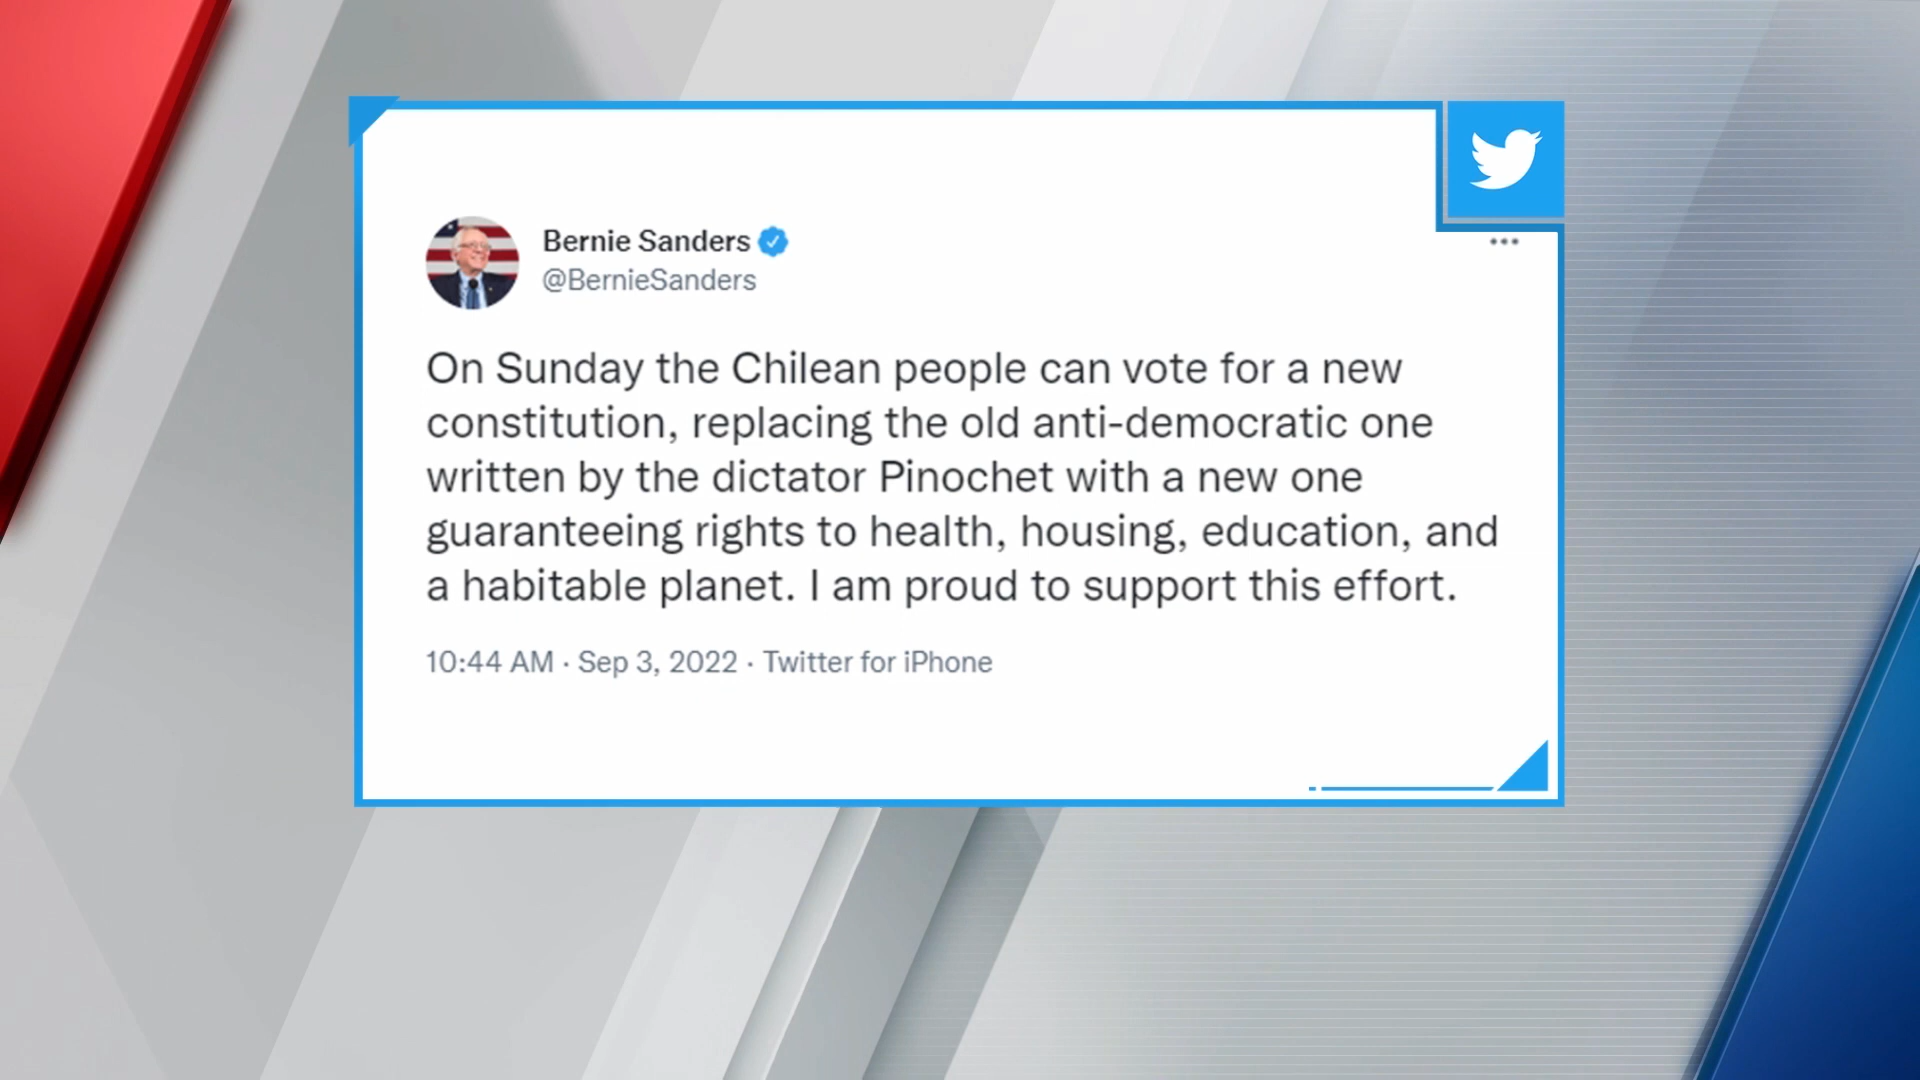 Bernie Sanders
@BernieSanders
On Sunday the Chilean people can vote for a new
constitution, replacing the old anti-democratic one
written by the dictator Pinochet with a new one
guaranteeing rights to health, housing, education, and
a habitable planet. I am proud to support this effort.
10:44 AM · Sep 3, 2022 · Twitter for iPhone